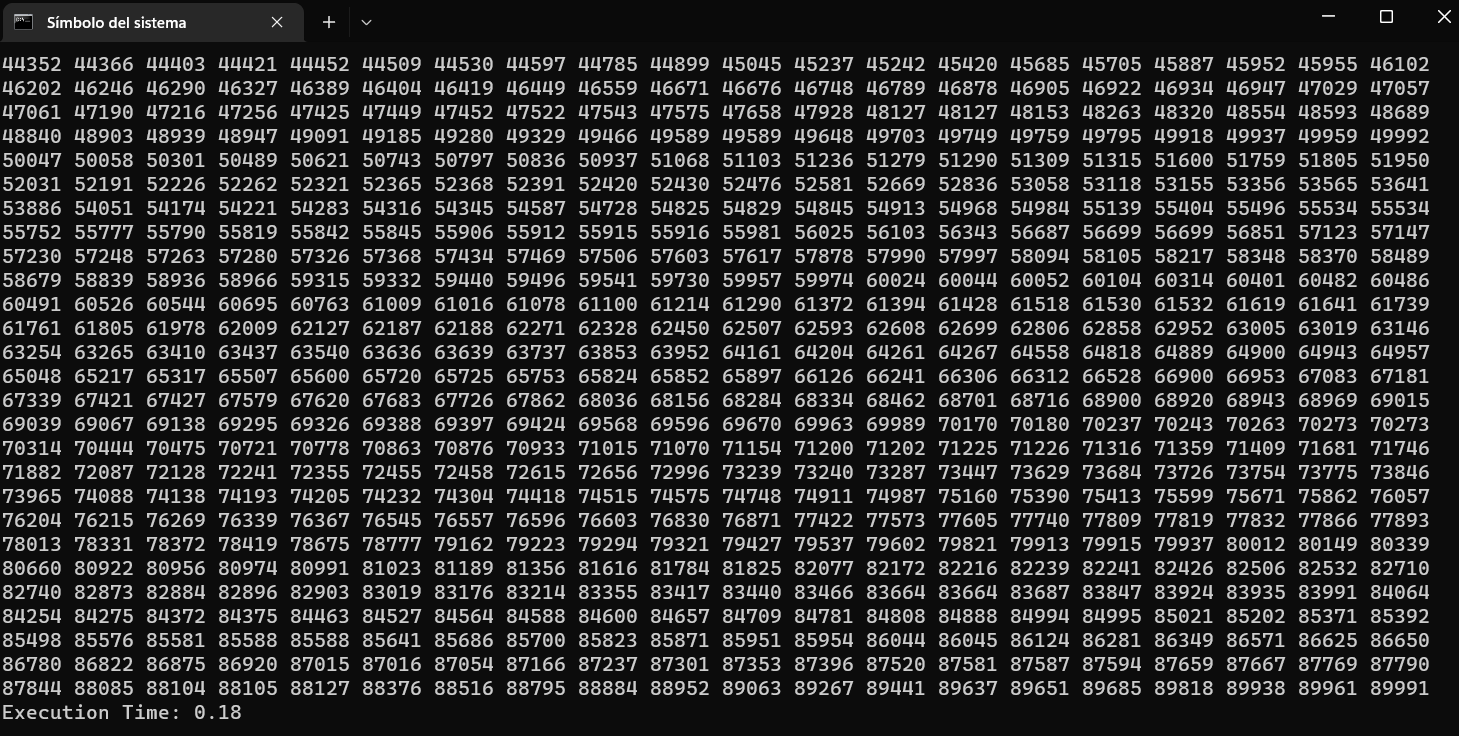 Símbolo del sistema
44352 44366 44403 44421 44452 44509 44530 44597 44785 44899 45045 45237 45242 45420 45685 45705 45887 45952 45955 46102
46202 46246 46290 46327 46389 46404 46419 46449 46559 46671 46676 46748 46789 46878 46905 46922 46934 46947 47029 47057
47061 47190 47216 47256 47425 47449 47452 47522 47543 47575 47658 47928 48127 48127 48153 48263 48320 48554 48593 48689
48840 48903 48939 48947 49091 49185 49280 49329 49466 49589 49589 49648 49703 49749 49759 49795 49918 49937 49959 49992
50047 50058 50301 50489 50621 50743 50797 50836 50937 51068 51103 51236 51279 51290 51309 51315 51600 51759 51805 51950
52031 52191 52226 52262 52321 52365 52368 52391 52420 52430 52476 52581 52669 52836 53058 53118 53155 53356 53565 53641
53886 54051 54174 54221 54283 54316 54345 54587 54728 54825 54829 54845 54913 54968 54984 55139 55404 55496 55534 55534
55752 55777 55790 55819 55842 55845 55906 55912 55915 55916 55981 56025 56103 56343 56687 56699 56699 56851 57123 57147
57230 57248 57263 57280 57326 57368 57434 57469 57506 57603 57617 57878 57990 57997 58094 58105 58217 58348 58370 58489
58679 58839 58936 58966 59315 59332 59440 59496 59541 59730 59957 59974 60024 60044 60052 60104 60314 60401 60482 60486
60491 60526 60544 60695 60763 61009 61016 61078 61100 61214 61290 61372 61394 61428 61518 61530 61532 61619 61641 61739
61761 61805 61978 62009 62127 62187 62188 62271 62328 62450 62507 62593 62608 62699 62806 62858 62952 63005 63019 63146
63254 63265 63410 63437 63540 63636 63639 63737 63853 63952 64161 64204 64261 64267 64558 64818 64889 64900 64943 64957
65048 65217 65317 65507 65600 65720 65725 65753 65824 65852 65897 66126 66241 66306 66312 66528 66900 66953 67083 67181
67339 67421 67427 67579 67620 67683 67726 67862 68036 68156 68284 68334 68462 68701 68716 68900 68920 68943 68969 69015
69039 69067 69138 69295 69326 69388 69397 69424 69568 69596 69670 69963 69989 70170 70180 70237 70243 70263 70273 70273
70314 70444 70475 70721 70778 70863 70876 70933 71015 71070 71154 71200 71202 71225 71226 71316 71359 71409 71681 71746
71882 72087 72128 72241 72355 72455 72458 72615 72656 72996 73239 73240 73287 73447 73629 73684 73726 73754 73775 73846
73965 74088 74138 74193 74205 74232 74304 74418 74515 74575 74748 74911 74987 75160 75390 75413 75599 75671 75862 76057
76204 76215 76269 76339 76367 76545 76557 76596 76603 76830 76871 77422 77573 77605 77740 77809 77819 77832 77866 77893
78013 78331 78372 78419 78675 78777 79162 79223 79294 79321 79427 79537 79602 79821 79913 79915 79937 80012 80149 80339
80660 80922 80956 80974 80991 81023 81189 81356 81616 81784 81825 82077 82172 82216 82239 82241 82426 82506 82532 82710
82740 82873 82884 82896 82903 83019 83176 83214 83355 83417 83440 83466 83664 83664 83687 83847 83924 83935 83991 84064
84254 84275 84372 84375 84463 84527 84564 84588 84600 84657 84709 84781 84808 84888 84994 84995 85021 85202 85371 85392
85498 85576 85581 85588 85588 85641 85686 85700 85823 85871 85951 85954 86044 86045 86124 86281 86349 86571 86625 86650
86780 86822 86875 86920 87015 87016 87054 87166 87237 87301 87353 87396 87520 87581 87587 87594 87659 87667 87769 87790
87844 88085 88104 88105 88127 88376 88516 88795 88884 88952 89063 89267 89441 89637 89651 89685 89818 89938 89961 89991
Execution Time: 0.18